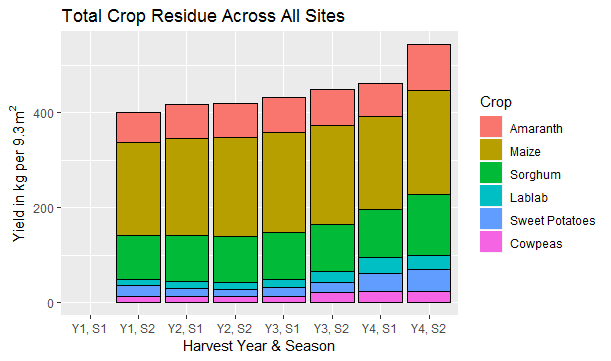 Total Crop Residue Across All Sites
Yield in kg per 9.3m²
400
200
0
Y1, S1
Y1, S2
Y2, S1
Y2, S2
Y3, S1
Y3, S2
Y4, S1
Y4, S2
Harvest Year & Season
Crop
Amaranth
Maize
Sorghum
Lablab
Sweet Potatoes
Cowpeas